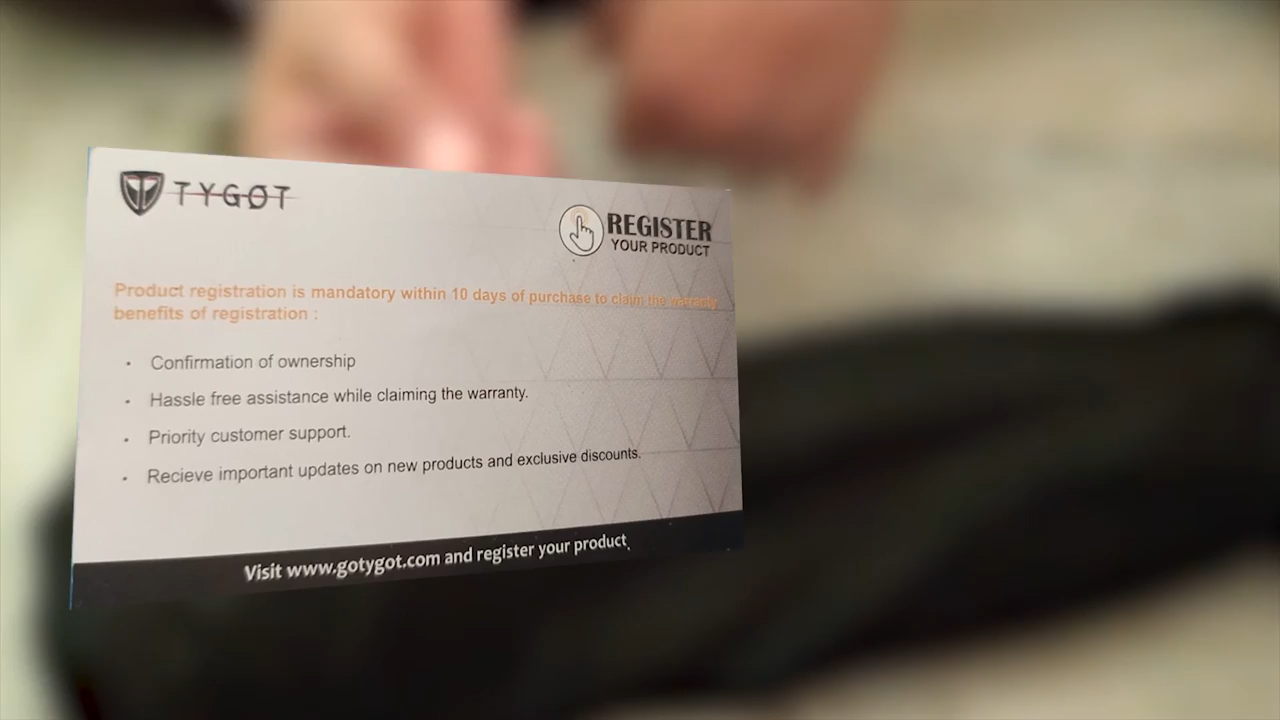 TYGOT
REGISTER
YOUR PRODUCT
Product registration is mandatory within 10 days of purchase to claim the warranty
benefits of registration :
• Confirmation of ownership
• Hassle free assistance while claiming the warranty.
• Priority customer support.
• Recieve important updates on new products and exclusive discounts.
Visit www.gotygot.com and register your product.